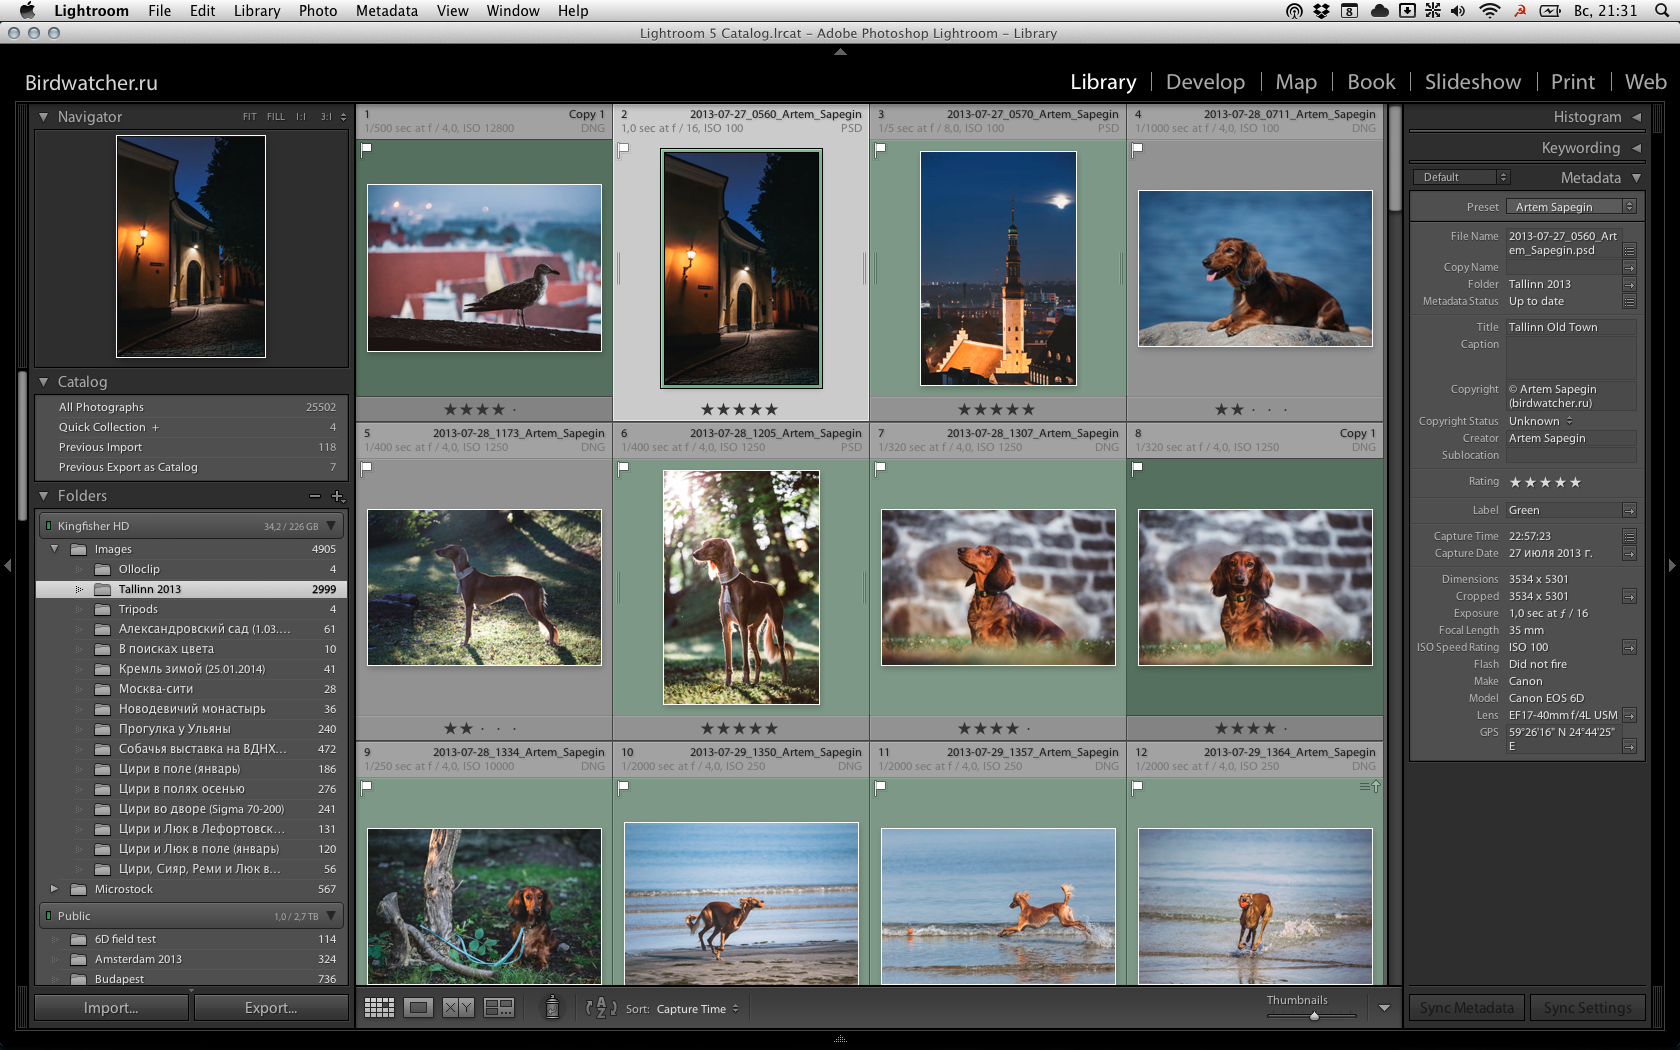 Lightroom File Edit Library Photo Metadata View Window Help 8 Вс, 21:31
Lightroom 5 Catalog.lrcat – Adobe Photoshop Lightroom – Library
Birdwatcher.ru
Library | Develop | Map | Book | Slideshow | Print | Web
Navigator FIT FILL 1:1 3:1
Catalog
All Photographs 25502
Quick Collection + 4
Previous Import 118
Previous Export as Catalog 7
Folders
Kingfisher HD 34,2 / 226 GB
Images 4905
Olloclip 4
Tallinn 2013 2999
Tripods 4
Александровский сад (1.03.... 61
В поисках цвета 10
Кремль зимой (25.01.2014) 41
Москва-сити 28
Новодевичий монастырь 36
Прогулка у Ульяны 240
Собачья выставка на ВДНХ... 472
Цири в поле (январь) 186
Цири в полях осенью 276
Цири во дворе (Sigma 70-200) 241
Цири и Люк в Лефортовск... 131
Цири и Люк в поле (январь) 120
Цири, Сияр, Реми и Люк в... 56
Microstock 567
Public 1,0 / 2,7 TB
6D field test 114
Amsterdam 2013 324
Budapest 736
Import... Export...
1 Copy 1
1/500 sec at f / 4,0, ISO 12800 DNG
2 2013-07-27_0560_Artem_Sapegin
1,0 sec at f / 16, ISO 100 PSD
3 2013-07-27_0570_Artem_Sapegin
1/5 sec at f / 8,0, ISO 100 PSD
4 2013-07-28_0711_Artem_Sapegin
1/1000 sec at f / 4,0, ISO 100 DNG
5 2013-07-28_1173_Artem_Sapegin
1/400 sec at f / 4,0, ISO 1250 DNG
6 2013-07-28_1205_Artem_Sapegin
1/400 sec at f / 4,0, ISO 1250 PSD
7 2013-07-28_1307_Artem_Sapegin
1/320 sec at f / 4,0, ISO 1250 DNG
8 Copy 1
1/320 sec at f / 4,0, ISO 1250 DNG
9 2013-07-28_1334_Artem_Sapegin
1/250 sec at f / 4,0, ISO 10000 DNG
10 2013-07-29_1350_Artem_Sapegin
1/2000 sec at f / 4,0, ISO 250 DNG
11 2013-07-29_1357_Artem_Sapegin
1/2000 sec at f / 4,0, ISO 250 DNG
12 2013-07-29_1364_Artem_Sapegin
1/2000 sec at f / 4,0, ISO 250 DNG
X Y A Z Sort: Capture Time Thumbnails
Histogram
Keywording
Default Metadata
Preset Artem Sapegin
File Name 2013-07-27_0560_Art
em_Sapegin.psd
Copy Name
Folder Tallinn 2013
Metadata Status Up to date
Title Tallinn Old Town
Caption
Copyright © Artem Sapegin
(birdwatcher.ru)
Copyright Status Unknown
Creator Artem Sapegin
Sublocation
Rating ★★★★★
Label Green
Capture Time 22:57:23
Capture Date 27 июля 2013 г.
Dimensions 3534 x 5301
Cropped 3534 x 5301
Exposure 1,0 sec at ƒ / 16
Focal Length 35 mm
ISO Speed Rating ISO 100
Flash Did not fire
Make Canon
Model Canon EOS 6D
Lens EF17-40mm f/4L USM
GPS 59°26'16" N 24°44'25"
E
Sync Metadata Sync Settings